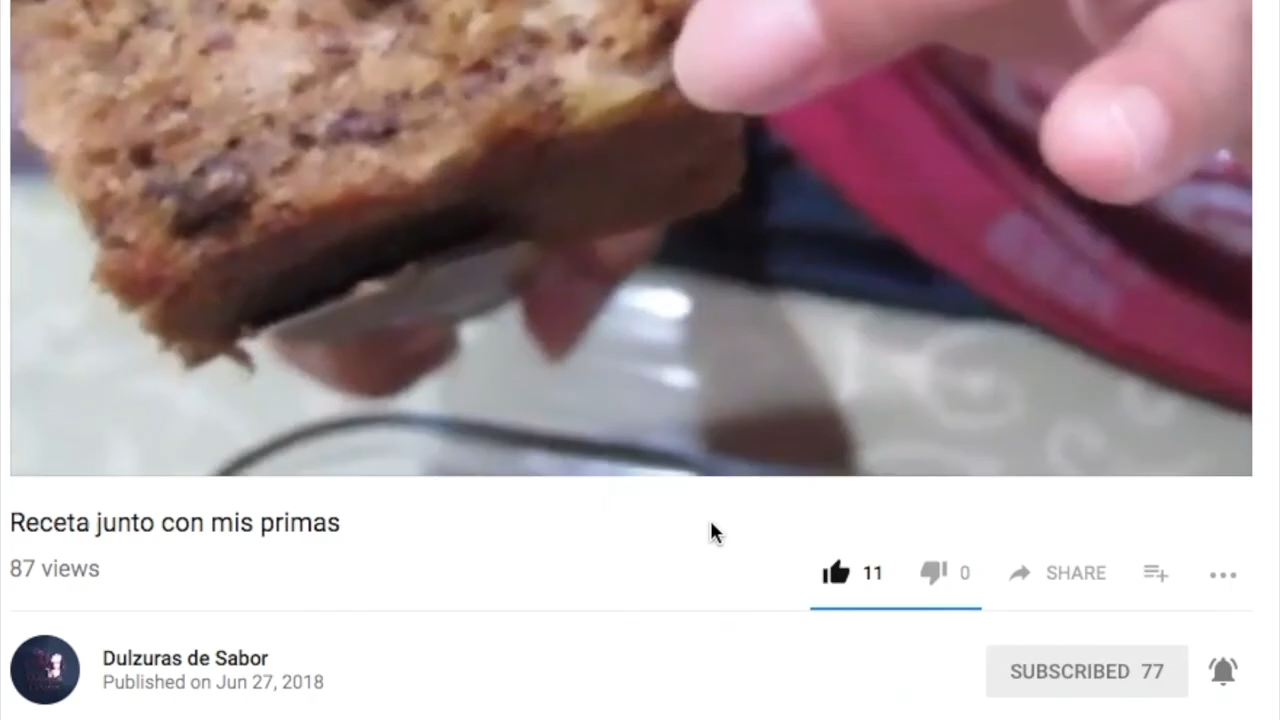 Receta junto con mis primas
87 views
11 0 SHARE
Dulzuras de Sabor
Published on Jun 27, 2018
SUBSCRIBED 77